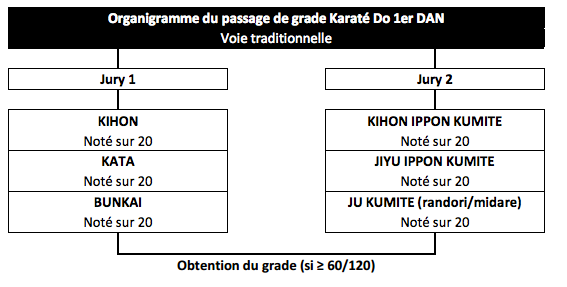 Organigramme du passage de grade Karaté Do 1er DAN
Voie traditionnelle
Jury 1
KIHON
Noté sur 20
KATA
Noté sur 20
BUNKAI
Noté sur 20
Jury 2
KIHON IPPON KUMITE
Noté sur 20
JIYU IPPON KUMITE
Noté sur 20
JU KUMITE (randori/midare)
Noté sur 20
Obtention du grade (si ≥ 60/120)